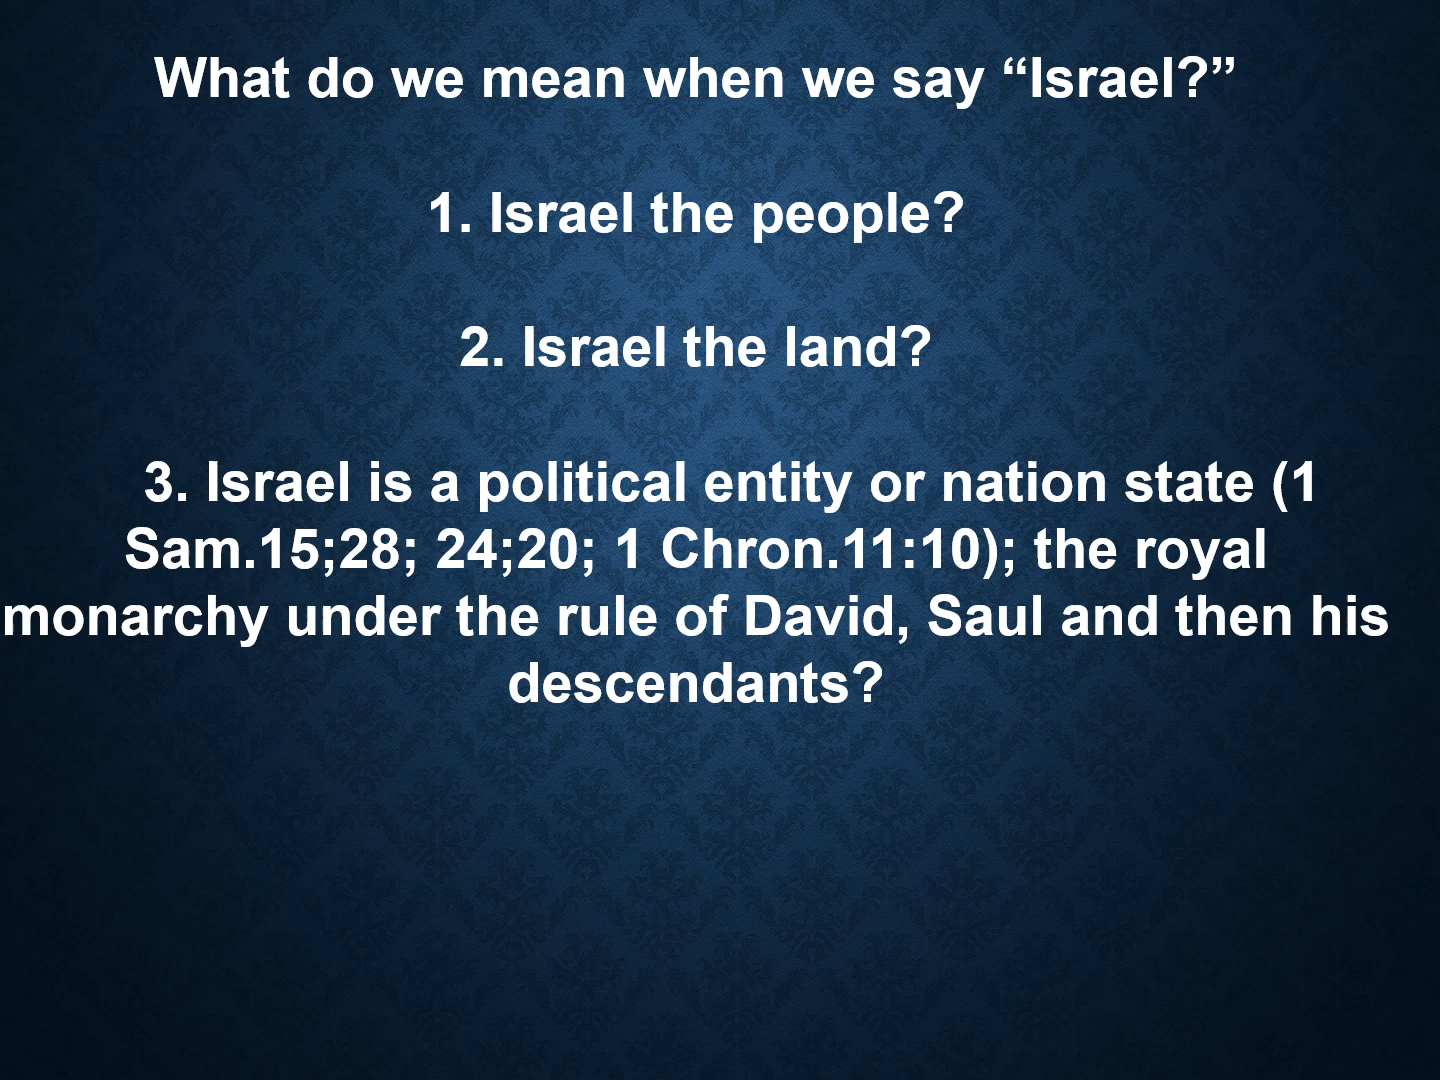 What do we mean when we say “Israel?”
1. Israel the people?
2. Israel the land?
3. Israel is a political entity or nation state (1
Sam.15;28; 24;20; 1 Chron.11:10); the royal
monarchy under the rule of David, Saul and then his
descendants?